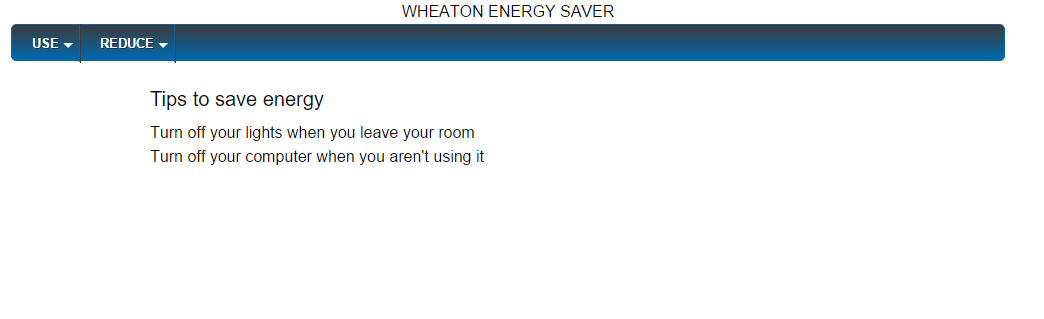 WHEATON ENERGY SAVER
USE REDUCE
Tips to save energy
Turn off your lights when you leave your room
Turn off your computer when you aren't using it